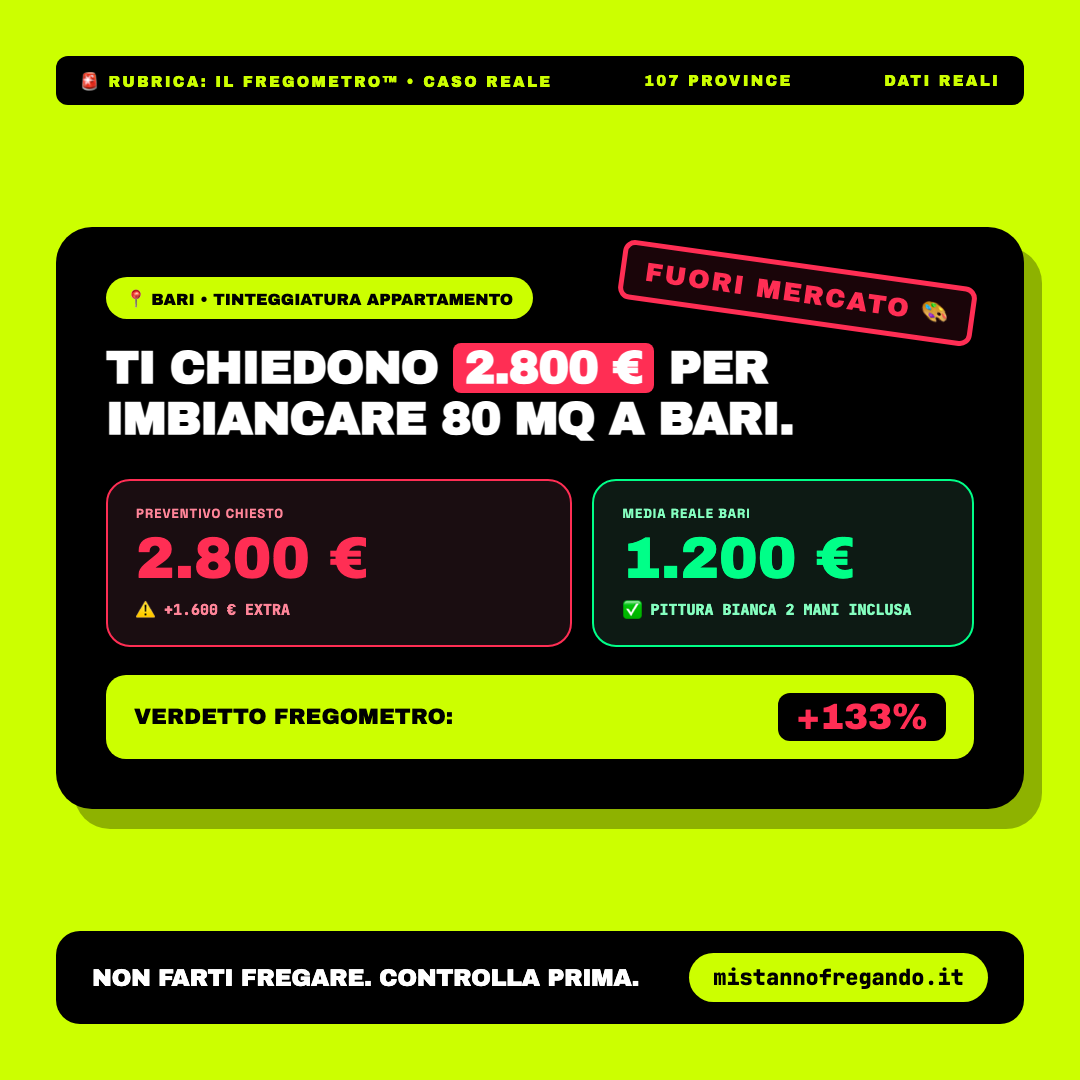 🚨 RUBRICA: IL FREGOMETRO™ • CASO REALE
107 PROVINCE
DATI REALI
FUORI MERCATO 🎨
📍 BARI • TINTEGGIATURA APPARTAMENTO
TI CHIEDONO 2.800 € PER
IMBIANCARE 80 MQ A BARI.
PREVENTIVO CHIESTO
2.800 €
⚠️ +1.600 € EXTRA
MEDIA REALE BARI
1.200 €
✅ PITTURA BIANCA 2 MANI INCLUSA
VERDETTO FREGOMETRO:
+133%
NON FARTI FREGARE. CONTROLLA PRIMA.
mistannofregando.it